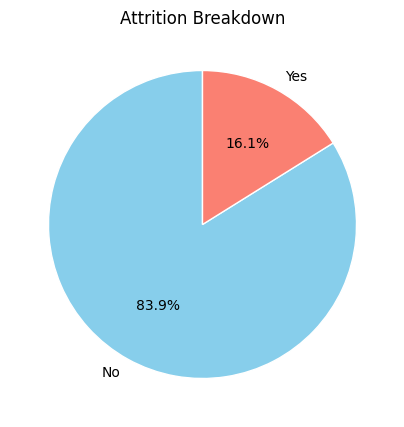 Attrition Breakdown
Yes
16.1%
83.9%
No